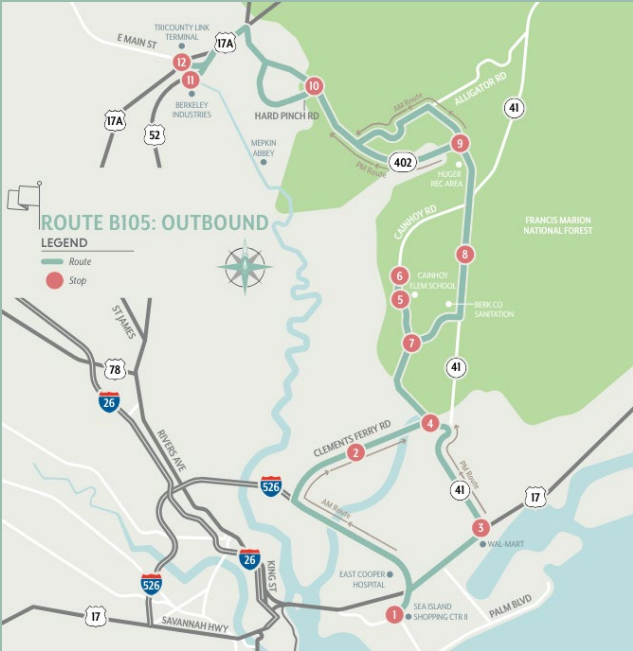 TRICOUNTY LINK
TERMINAL
E MAIN ST
17A
12
11
BERKELEY
INDUSTRIES
17A
52
10
HARD PINCH RD
MEPKIN
ABBEY
AM Route
ALLIGATOR RD
41
9
402
PM Route
HUGER
REC AREA
ROUTE B105: OUTBOUND
LEGEND
Route
Stop
CAINHOY RD
FRANCIS MARION
NATIONAL FOREST
8
6
CAINHOY
ELEM SCHOOL
5
BERK CO
SANITATION
7
41
ST JAMES
78
26
RIVERS AVE
4
CLEMENTS FERRY RD
2
526
AM Route
PM Route
41
17
3
WAL-MART
26
KING ST
526
EAST COOPER
HOSPITAL
1
SEA ISLAND
SHOPPING CTR II
PALM BLVD
17
SAVANNAH HWY